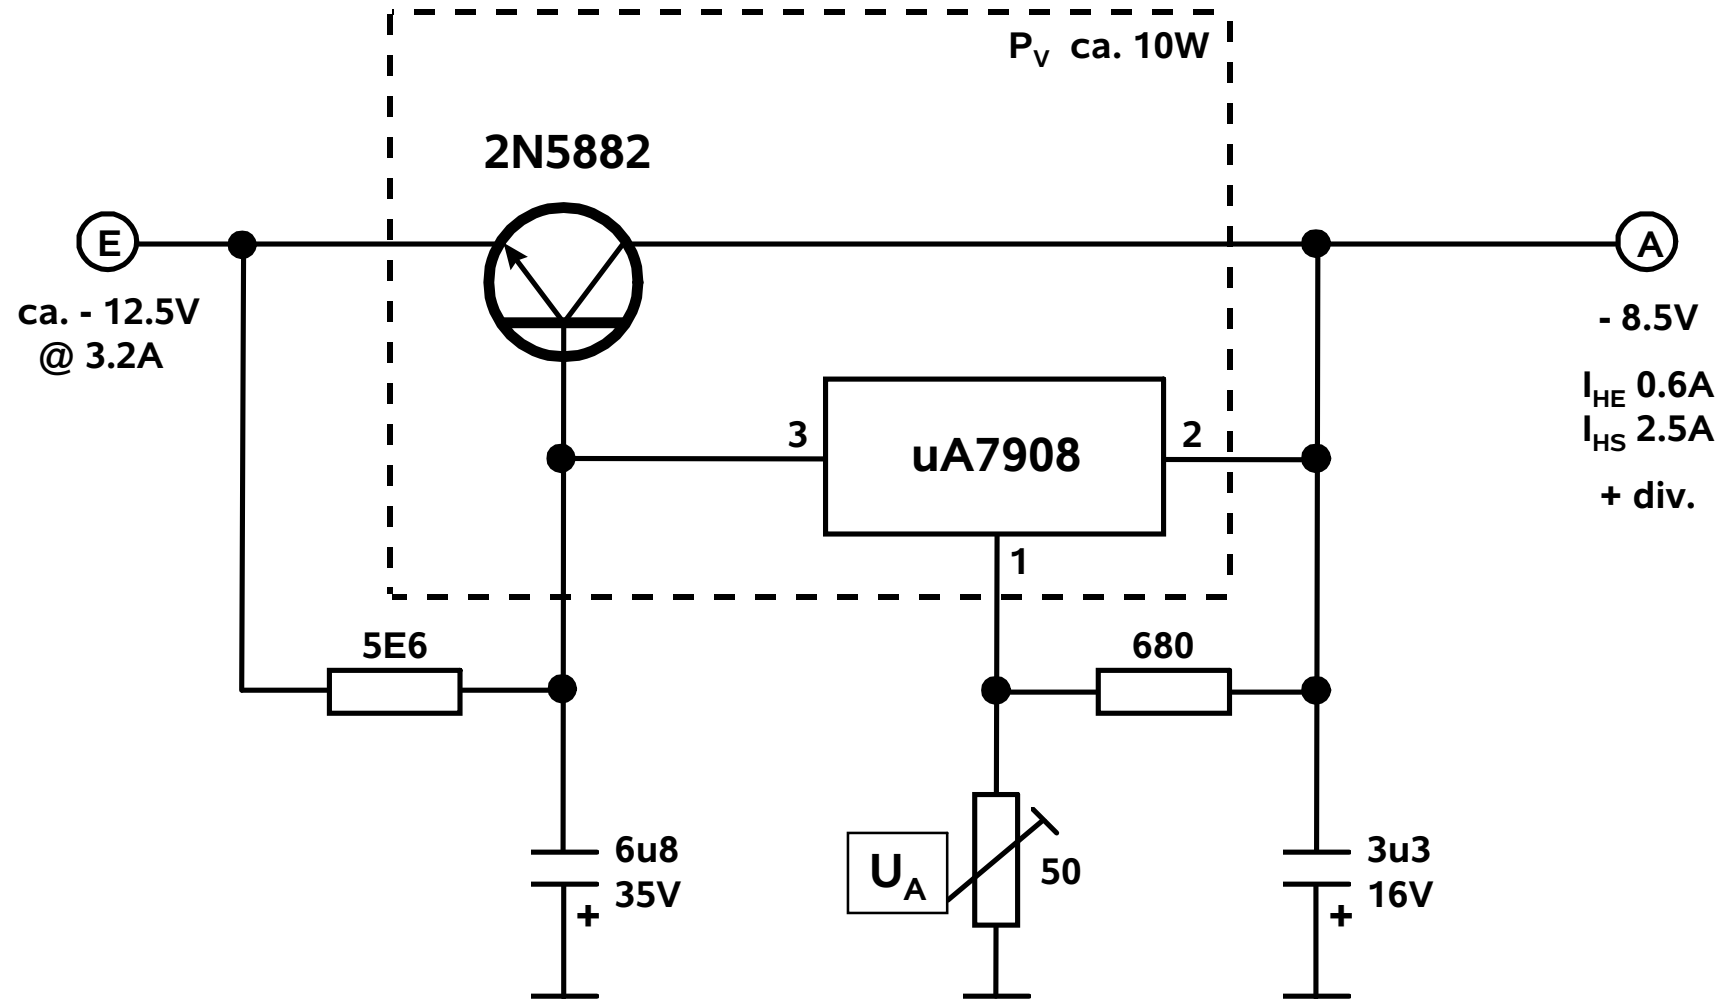 P_V ca. 10W
2N5882
E
A
ca. - 12.5V
@ 3.2A
- 8.5V
I_HE 0.6A
I_HS 2.5A
+ div.
3
uA7908
2
1
5E6
680
6u8
35V
+
U_A
50
3u3
16V
+